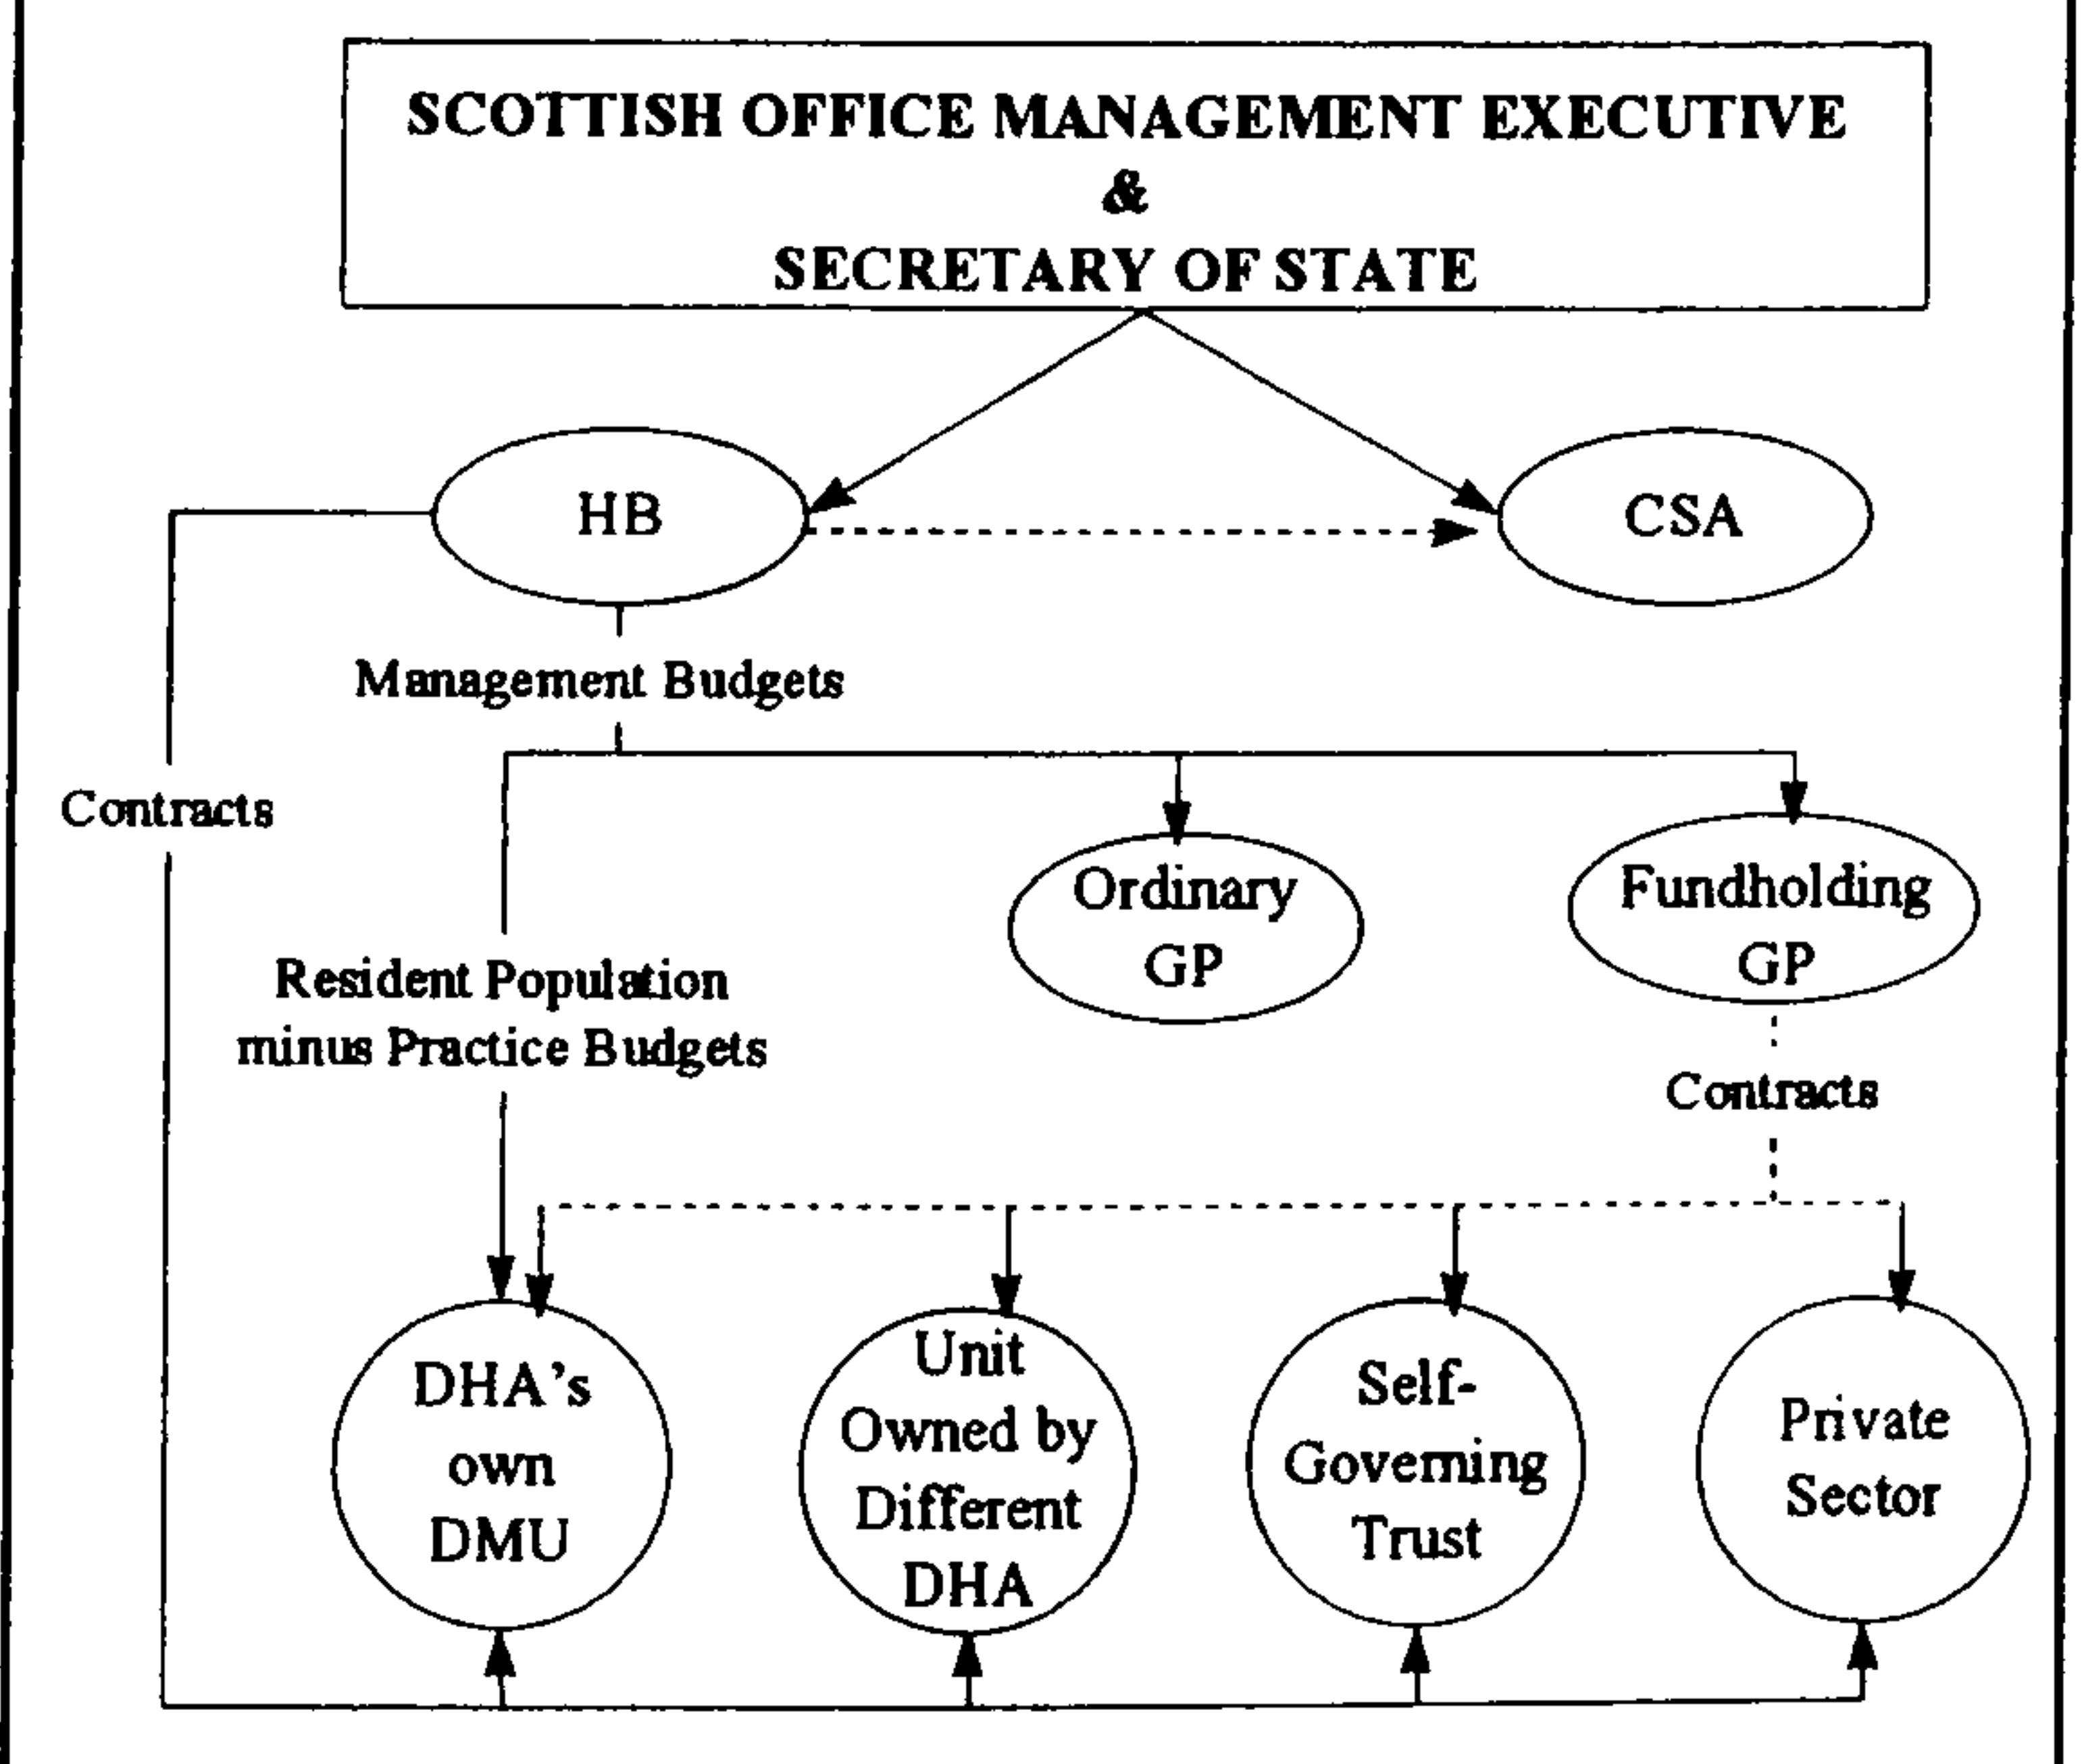 SCOTTISH OFFICE MANAGEMENT EXECUTIVE
&
SECRETARY OF STATE
HB
CSA
Management Budgets
Contracts
Ordinary
GP
Fundholding
GP
Resident Population
minus Practice Budgets
Contracts
DHA's
own
DMU
Unit
Owned by
Different
DHA
Self-
Governing
Trust
Private
Sector